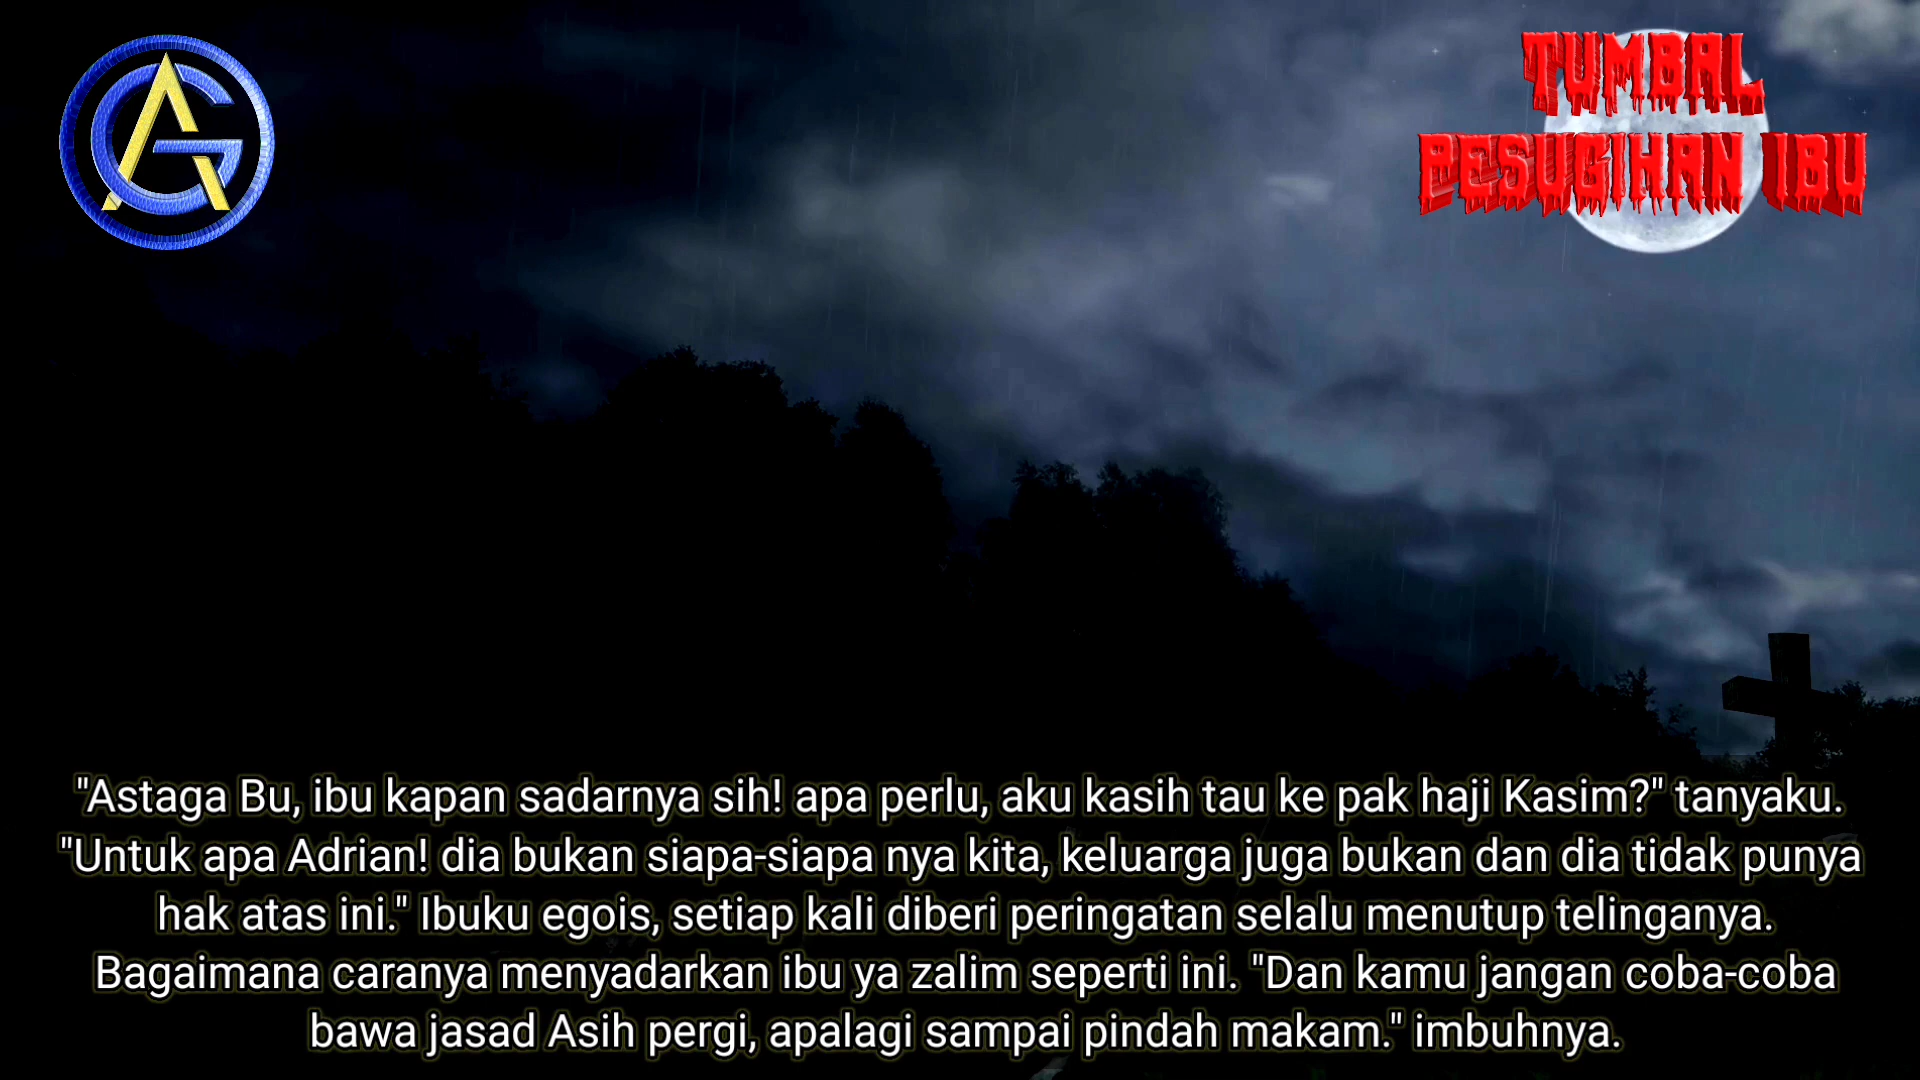 TUMBAL
PESUGIHAN IBU
"Astaga Bu, ibu kapan sadarnya sih! apa perlu, aku kasih tau ke pak haji Kasim?" tanyaku.
"Untuk apa Adrian! dia bukan siapa-siapa nya kita, keluarga juga bukan dan dia tidak punya
hak atas ini." Ibuku egois, setiap kali diberi peringatan selalu menutup telinganya.
Bagaimana caranya menyadarkan ibu ya zalim seperti ini. "Dan kamu jangan coba-coba
bawa jasad Asih pergi, apalagi sampai pindah makam." imbuhnya.